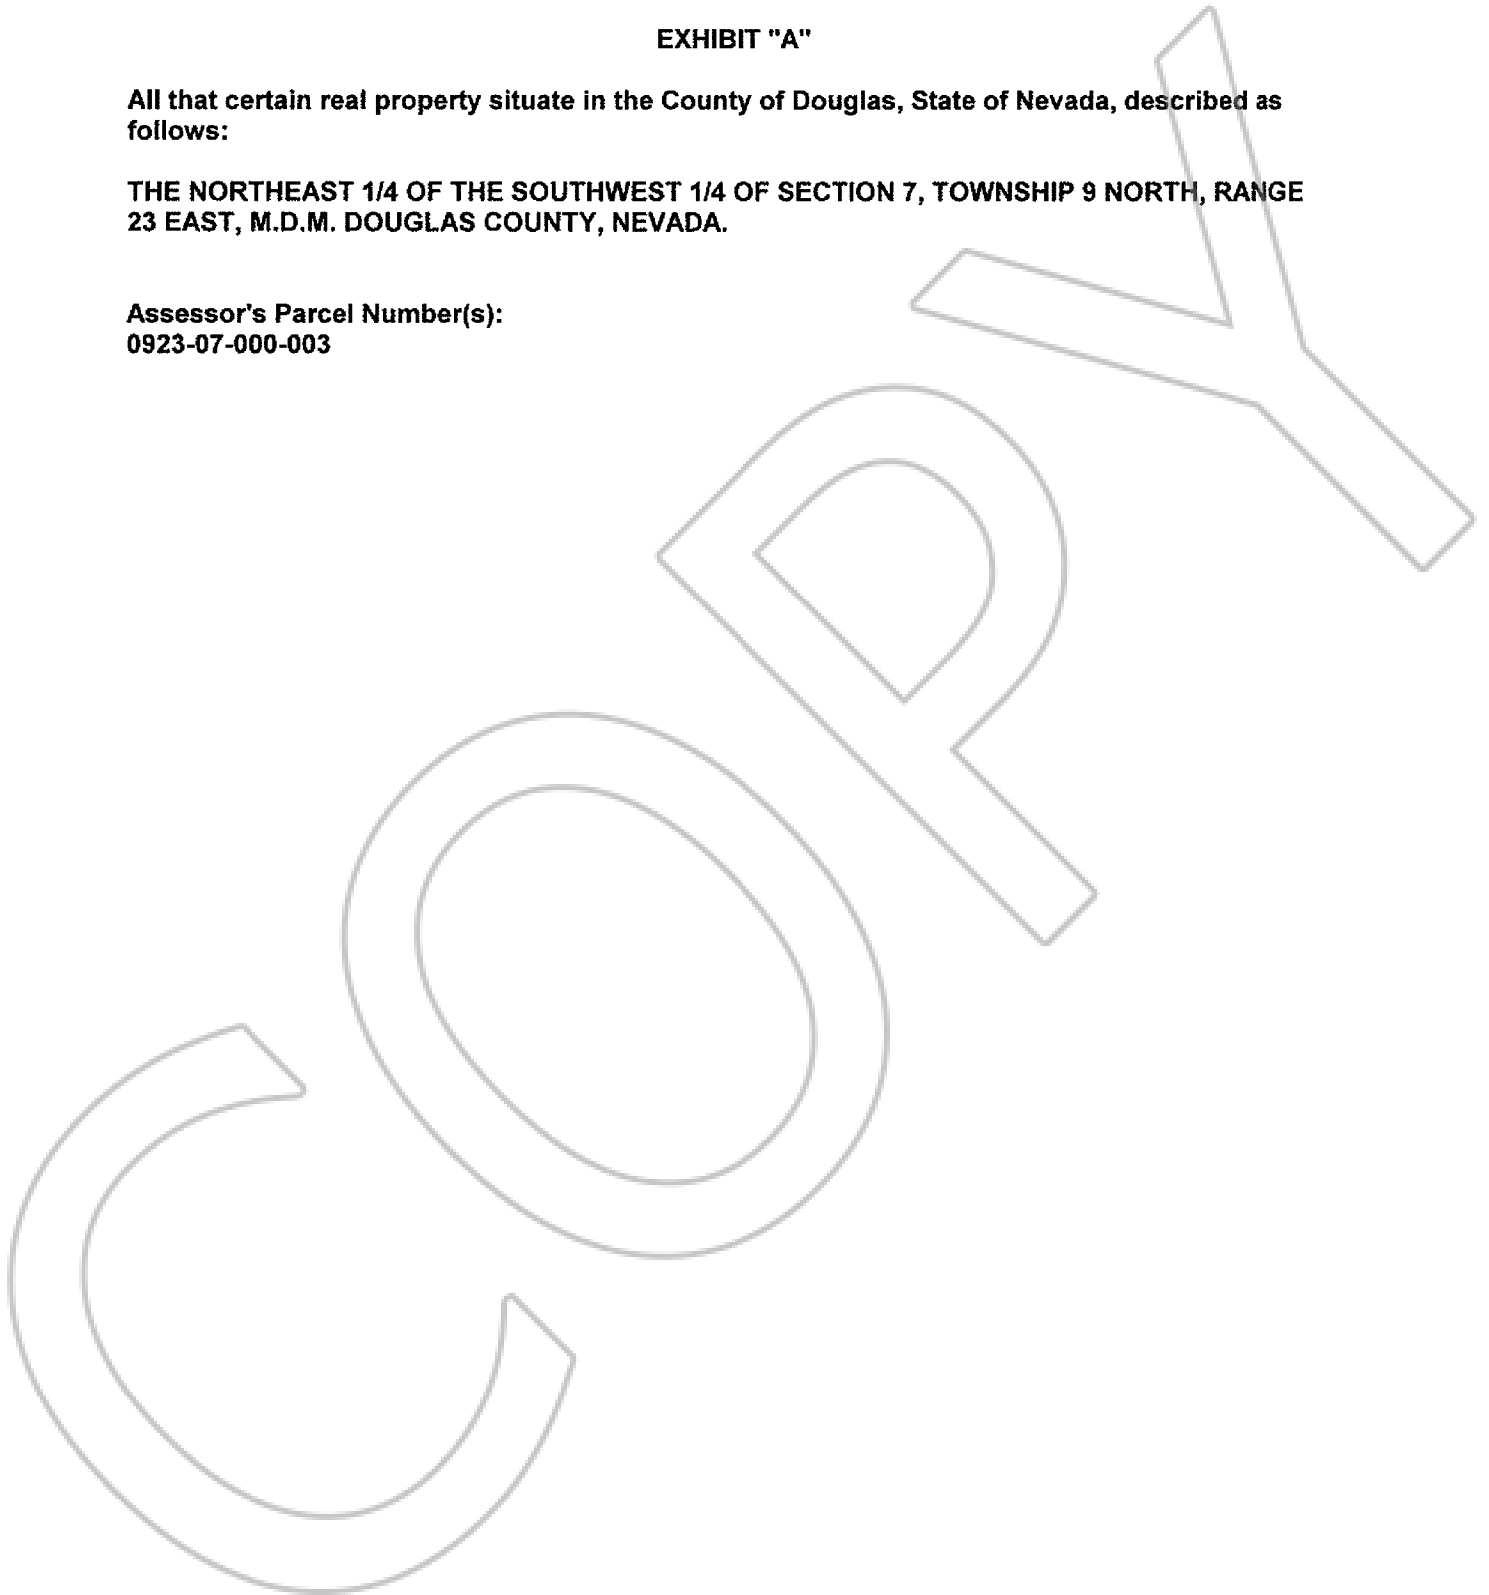 EXHIBIT "A"
All that certain real property situate in the County of Douglas, State of Nevada, described as
follows:
THE NORTHEAST 1/4 OF THE SOUTHWEST 1/4 OF SECTION 7, TOWNSHIP 9 NORTH, RANGE
23 EAST, M.D.M. DOUGLAS COUNTY, NEVADA.
Assessor's Parcel Number(s):
0923-07-000-003
COPY